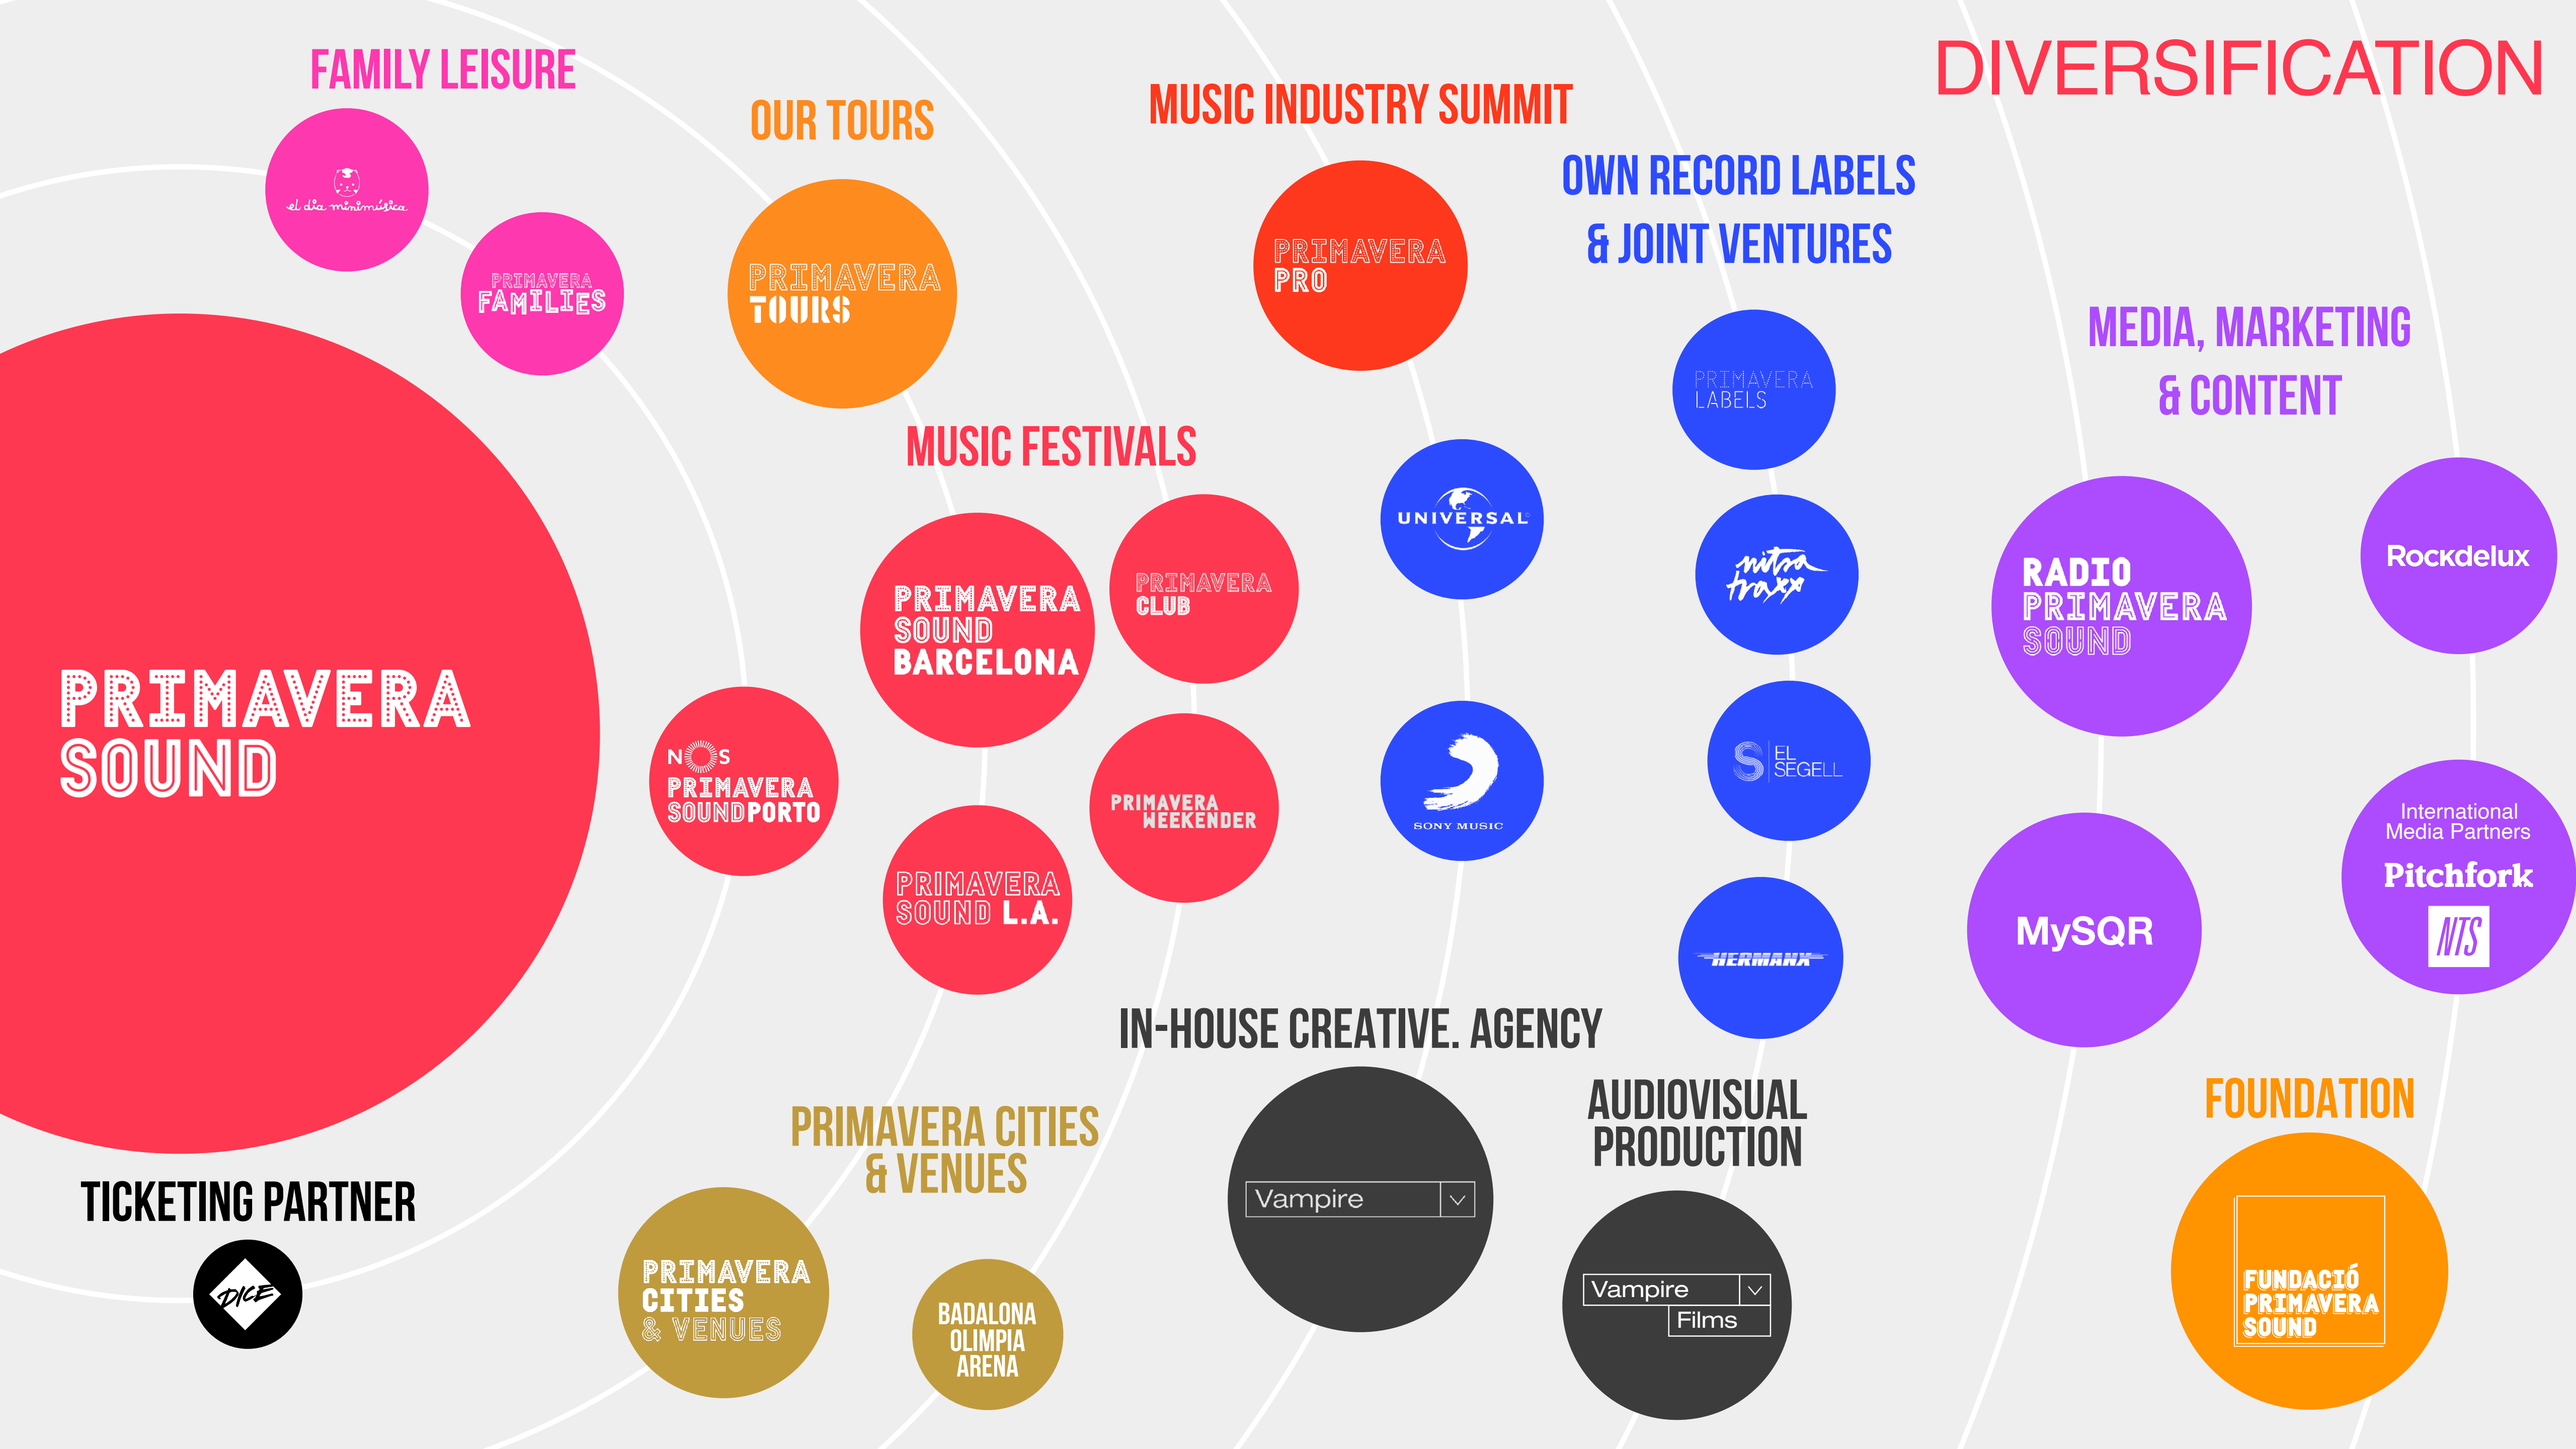 DIVERSIFICATION
FAMILY LEISURE
el día minimúsica
PRIMAVERA
FAMILIES
OUR TOURS
PRIMAVERA
TOURS
MUSIC INDUSTRY SUMMIT
PRIMAVERA
PRO
OWN RECORD LABELS
& JOINT VENTURES
PRIMAVERA
LABELS
UNIVERSAL
nitsa
traxx
SONY MUSIC
EL
SEGELL
HERMANX
MEDIA, MARKETING
& CONTENT
RADIO
PRIMAVERA
SOUND
Rockdelux
MySQR
International
Media Partners
Pitchfork
NTS
MUSIC FESTIVALS
PRIMAVERA
SOUND
BARCELONA
PRIMAVERA
CLUB
NOS
PRIMAVERA
SOUND PORTO
PRIMAVERA
WEEKENDER
PRIMAVERA
SOUND L.A.
PRIMAVERA
SOUND
TICKETING PARTNER
DICE
PRIMAVERA CITIES
& VENUES
PRIMAVERA
CITIES
& VENUES
BADALONA
OLIMPIA
ARENA
IN-HOUSE CREATIVE. AGENCY
Vampire
AUDIOVISUAL
PRODUCTION
Vampire
Films
FOUNDATION
FUNDACIÓ
PRIMAVERA
SOUND